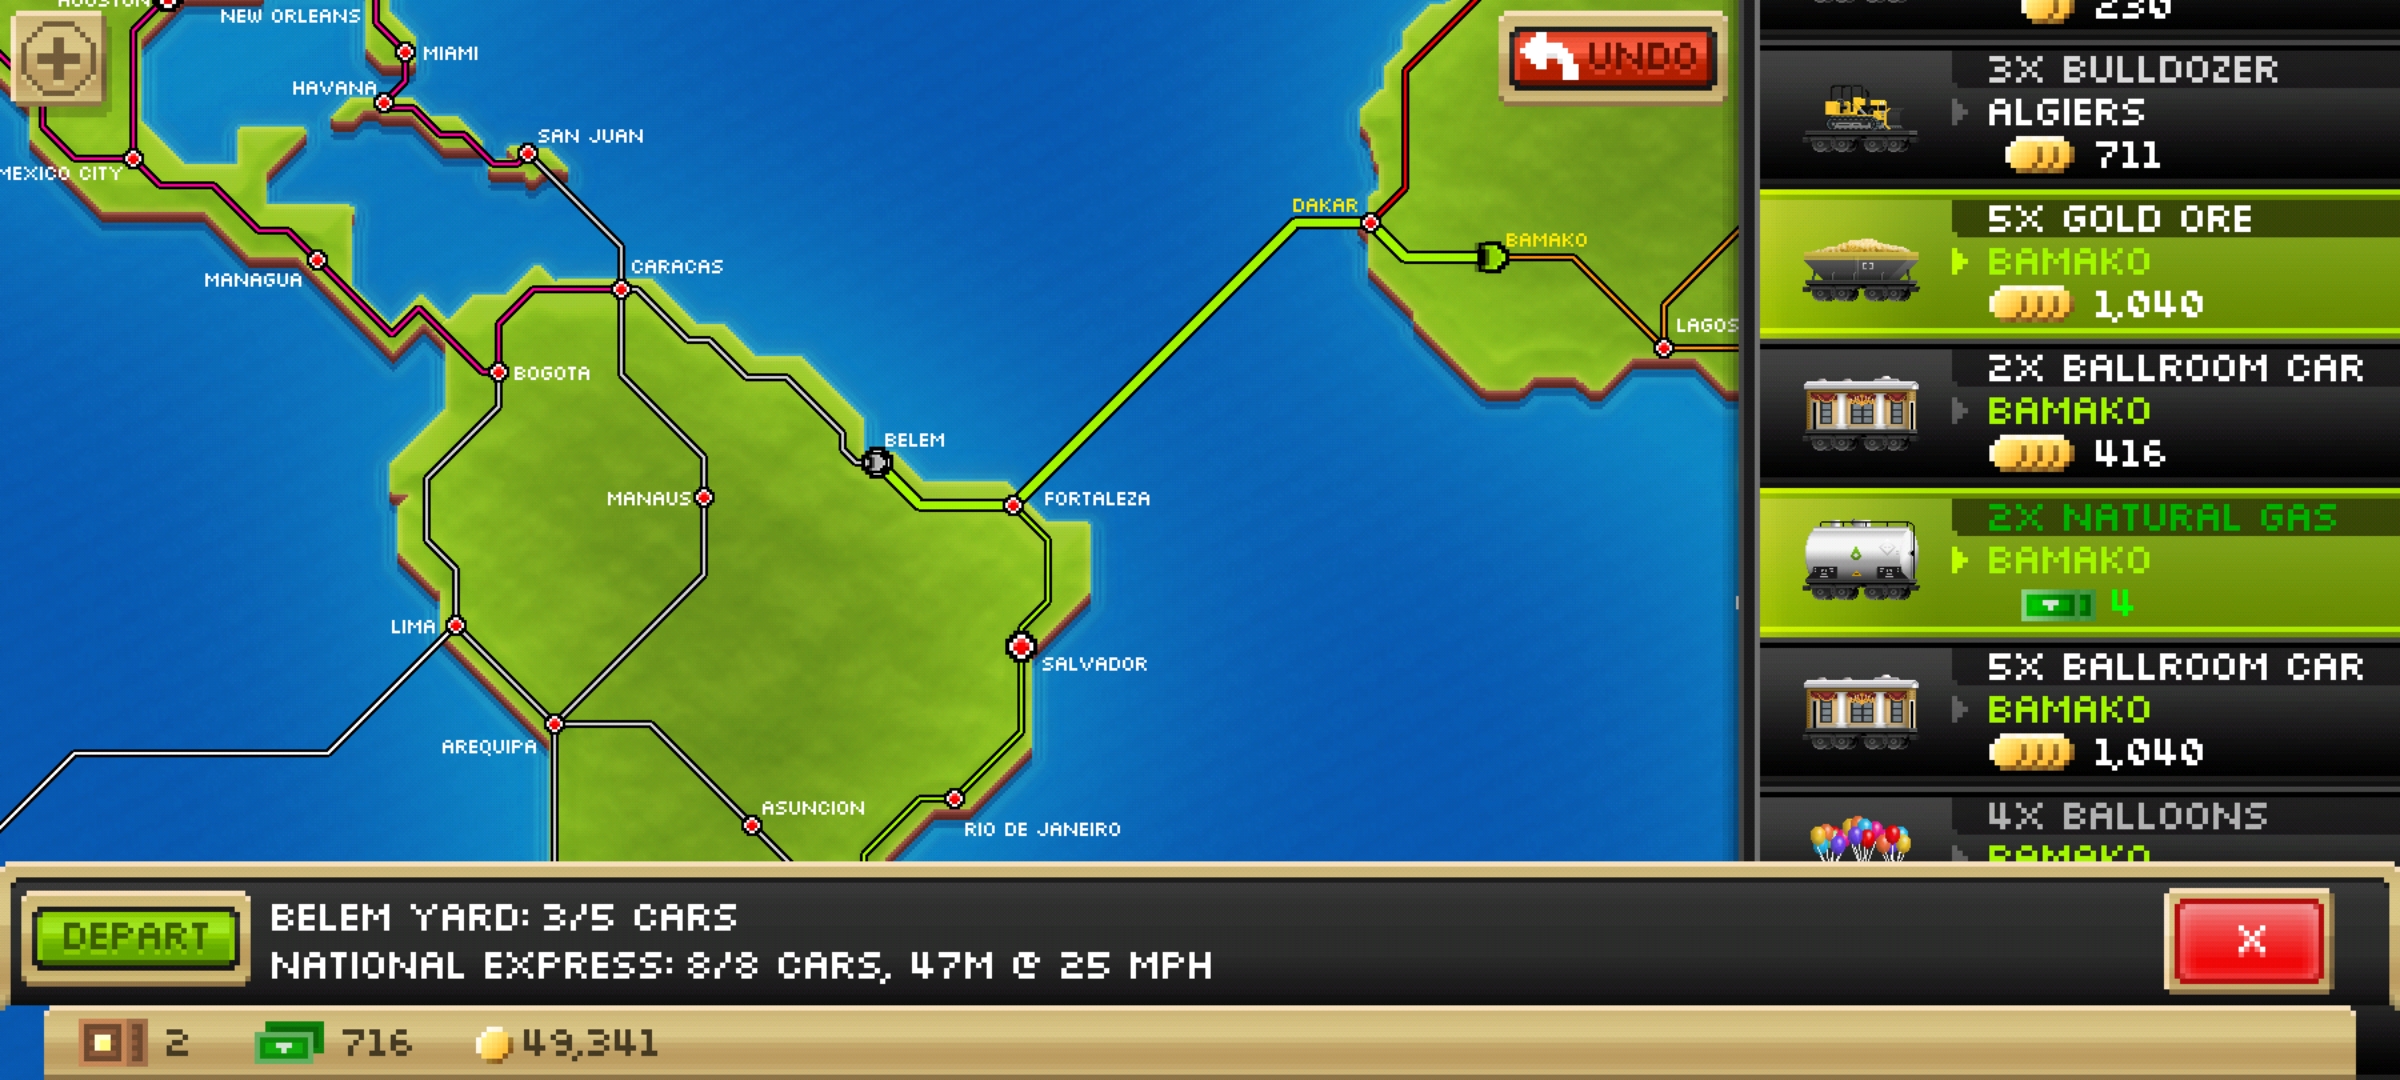 HOUSTON
NEW ORLEANS
MIAMI
HAVANA
SAN JUAN
MEXICO CITY
MANAGUA
CARACAS
BOGOTA
BELEM
MANAUS
FORTALEZA
LIMA
SALVADOR
AREQUIPA
ASUNCION
RIO DE JANEIRO
DAKAR
BAMAKO
LAGOS
UNDO
230
3X BULLDOZER
ALGIERS
711
5X GOLD ORE
BAMAKO
1,040
2X BALLROOM CAR
BAMAKO
416
2X NATURAL GAS
BAMAKO
4
5X BALLROOM CAR
BAMAKO
1,040
4X BALLOONS
BAMAKO
DEPART
BELEM YARD: 3/5 CARS
NATIONAL EXPRESS: 8/8 CARS, 47M @ 25 MPH
X
2
716
49,341